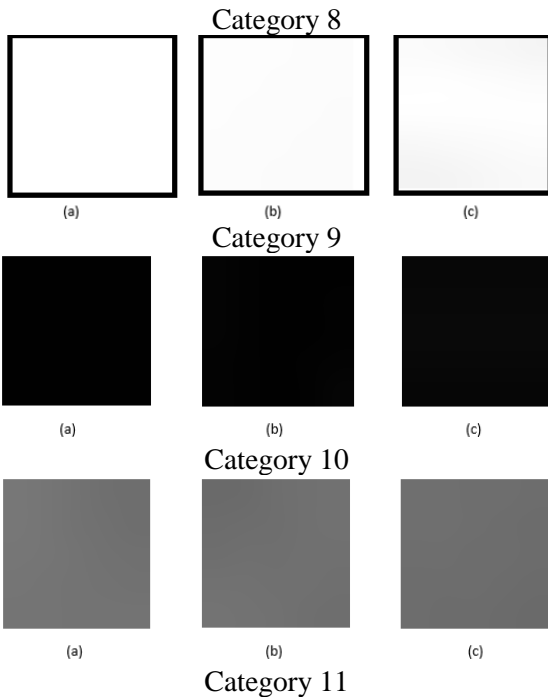 Category 8
(a) (b) (c)
Category 9
(a) (b) (c)
Category 10
(a) (b) (c)
Category 11